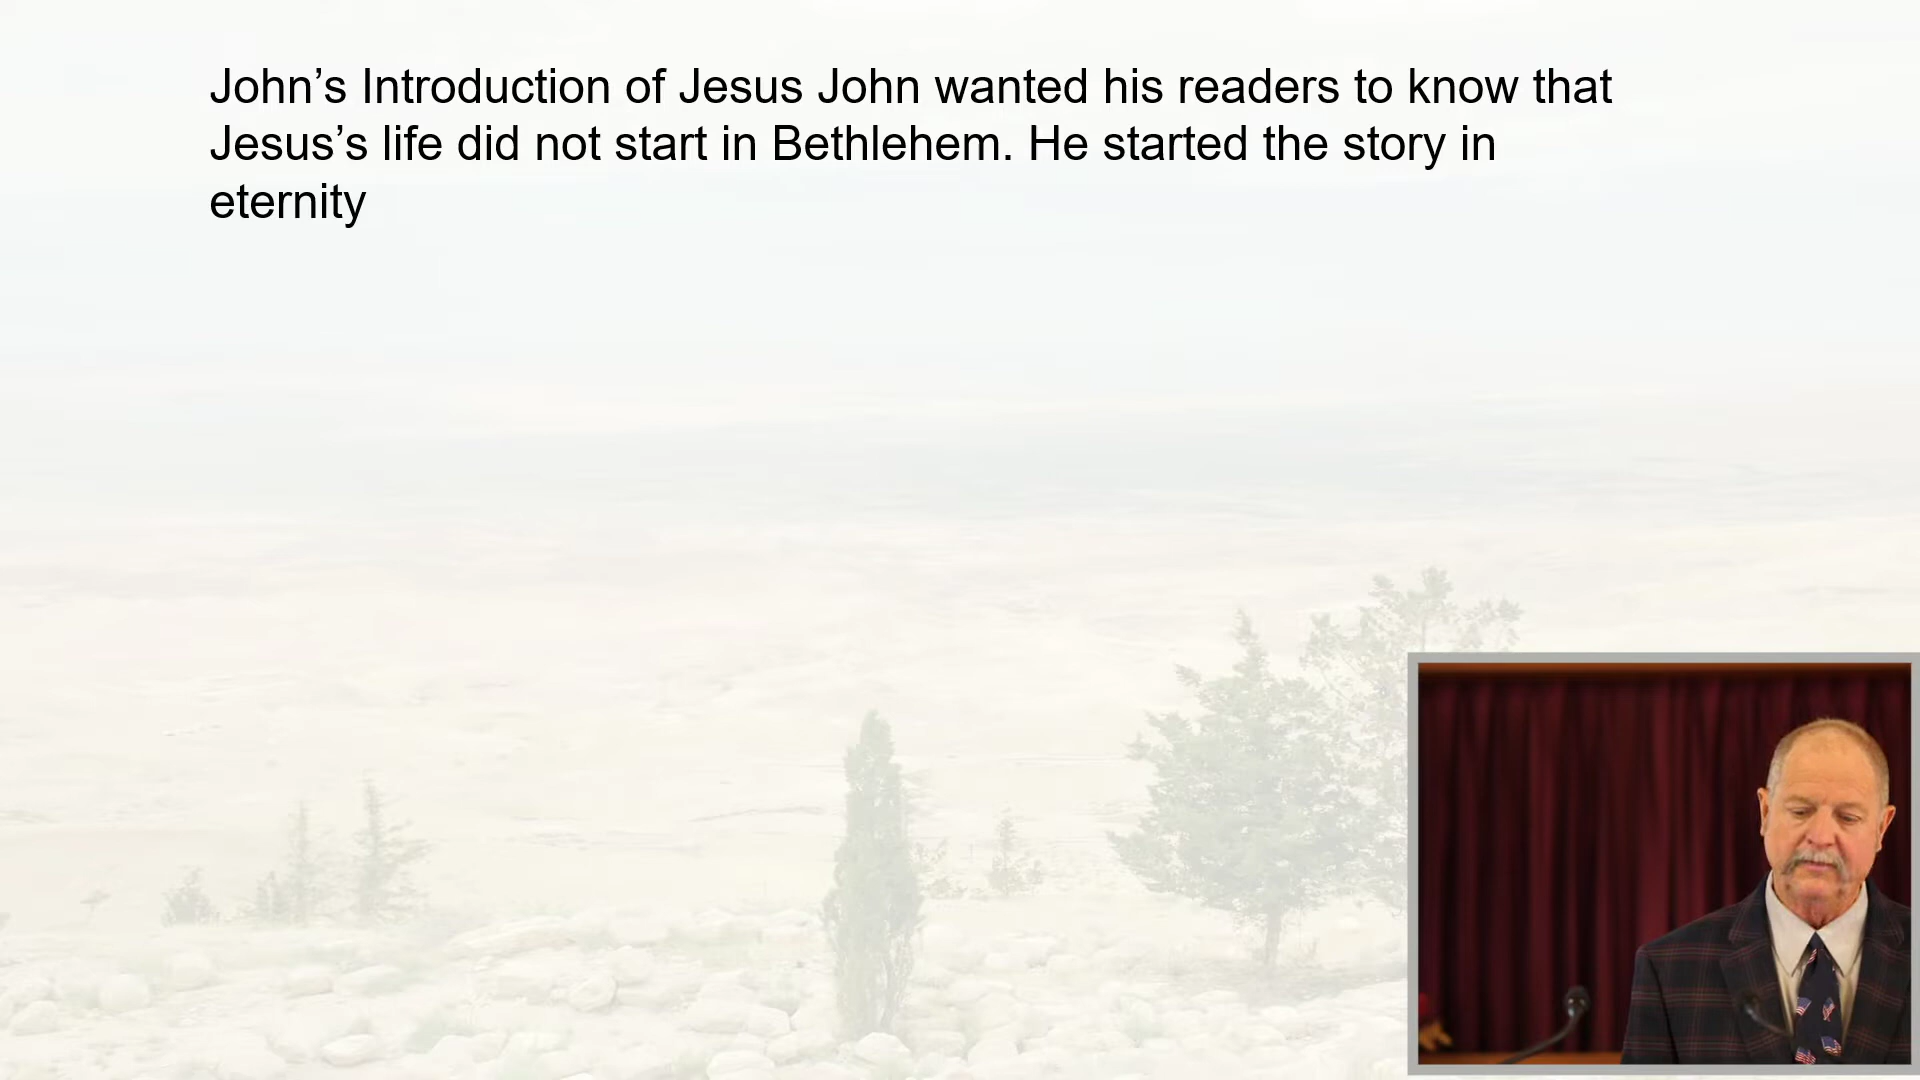 John’s Introduction of Jesus John wanted his readers to know that
Jesus’s life did not start in Bethlehem. He started the story in
eternity